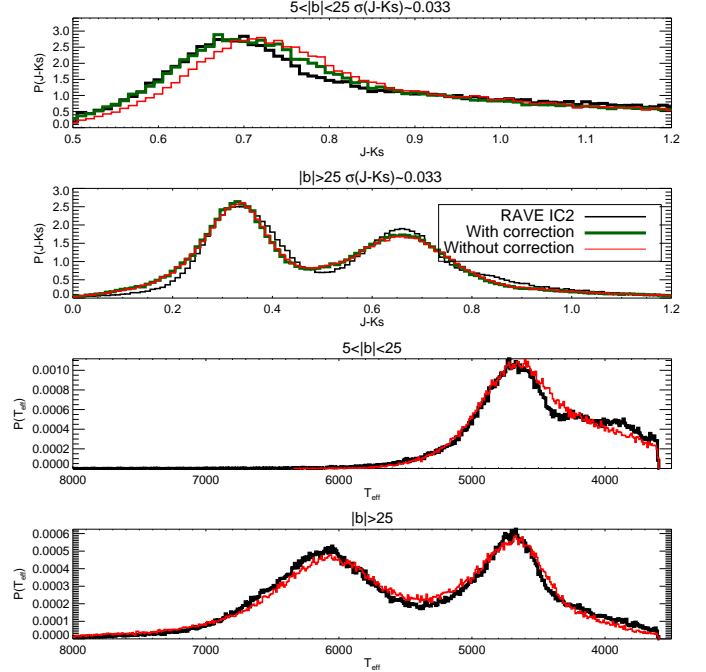 5<|b|<25 σ(J-Ks)~0.033
P(J-Ks)
3.0
2.5
2.0
1.5
1.0
0.5
0.0
0.5 0.6 0.7 0.8 0.9 1.0 1.1 1.2
J-Ks
|b|>25 σ(J-Ks)~0.033
P(J-Ks)
3.0
2.5
2.0
1.5
1.0
0.5
0.0
RAVE IC2
With correction
Without correction
0.0 0.2 0.4 0.6 0.8 1.0 1.2
J-Ks
5<|b|<25
P(Teff)
0.0010
0.0008
0.0006
0.0004
0.0002
0.0000
8000 7000 6000 5000 4000
Teff
|b|>25
P(Teff)
0.0006
0.0005
0.0004
0.0003
0.0002
0.0001
0.0000
8000 7000 6000 5000 4000
Teff